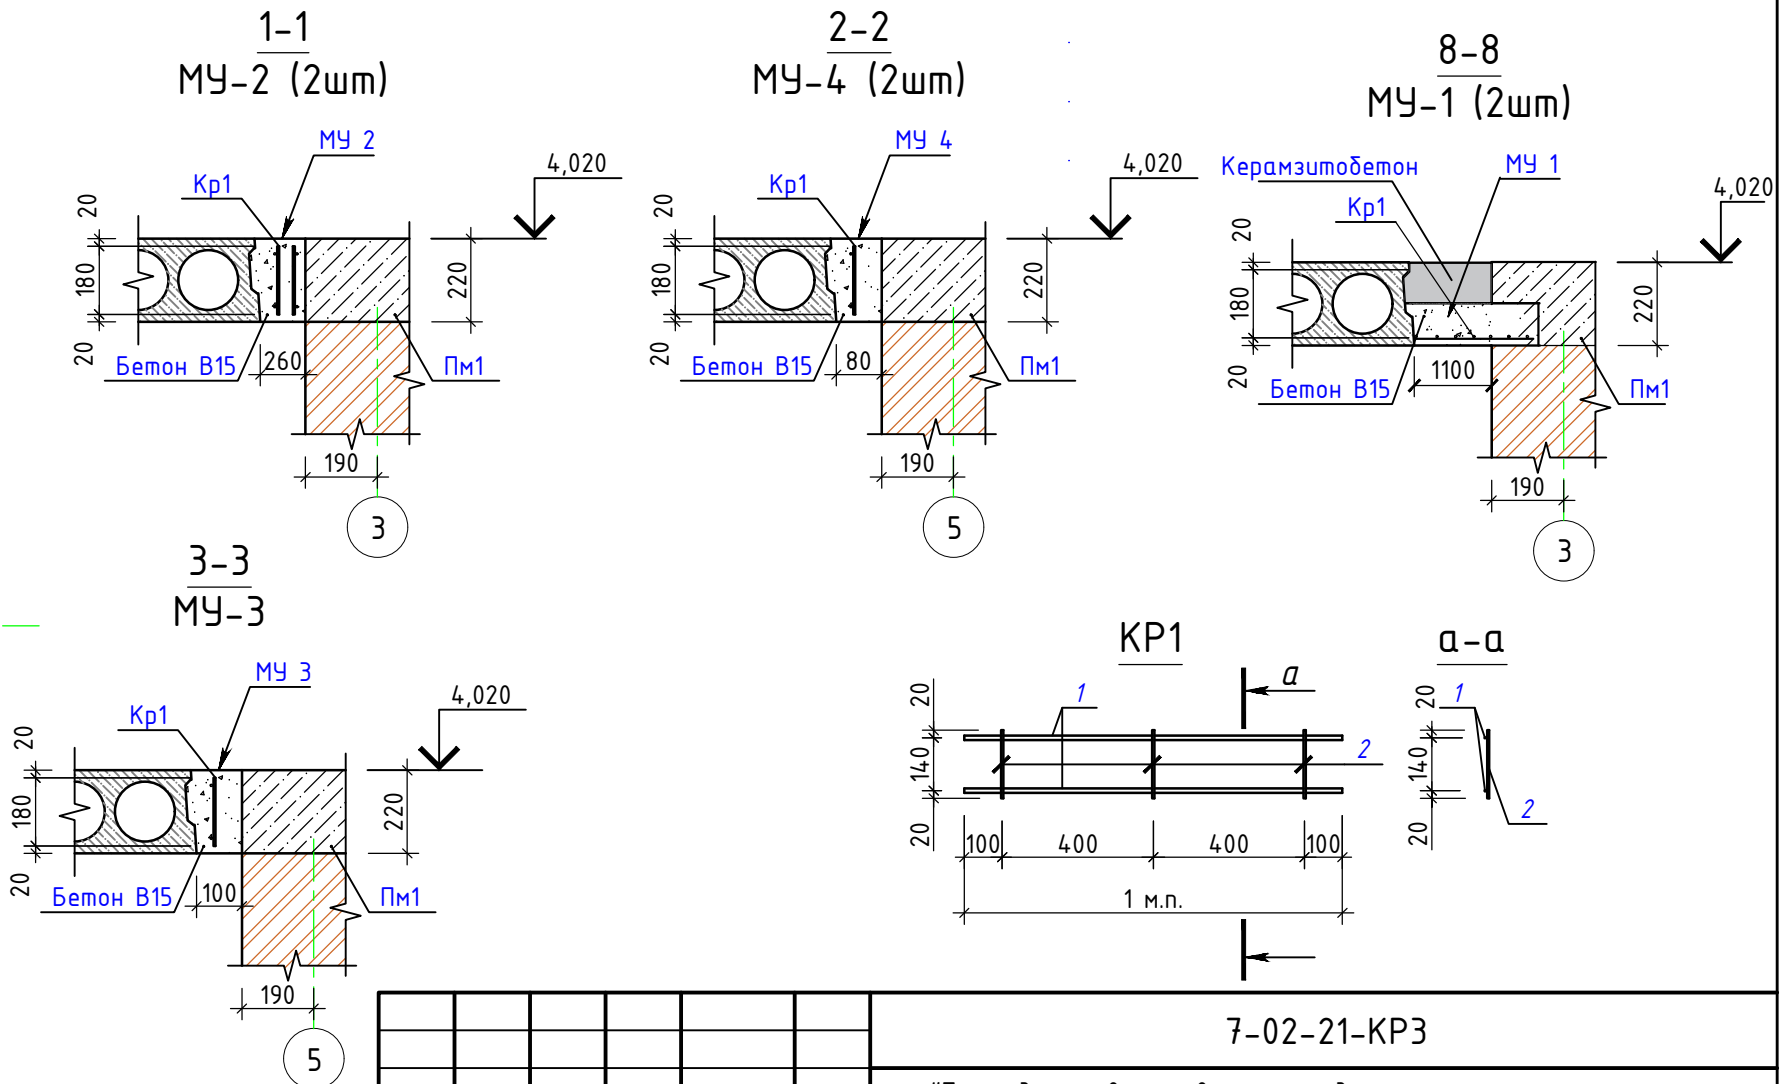 1-1
МУ-2 (2шт)
МУ 2
Кр1
4,020
20
180
20
220
Бетон В15
260
Пм1
190
3
2-2
МУ-4 (2шт)
МУ 4
Кр1
4,020
20
180
20
220
Бетон В15
80
Пм1
190
5
8-8
МУ-1 (2шт)
Керамзитобетон
МУ 1
Кр1
4,020
20
180
20
220
Бетон В15
1100
Пм1
190
3
3-3
МУ-3
МУ 3
Кр1
4,020
20
180
20
220
Бетон В15
100
Пм1
190
5
КР1
а
1
2
20
140
20
100
400
400
100
1 м.п.
а-а
20
140
20
1
2
7-02-21-КР3